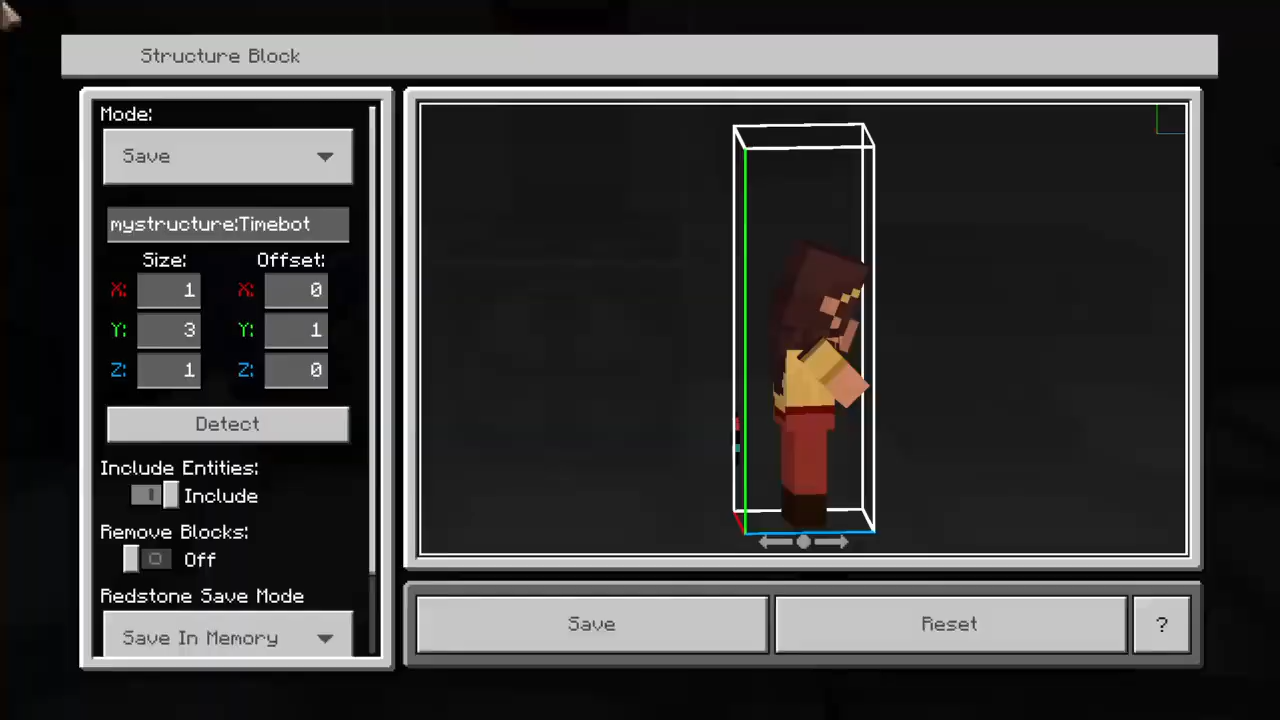 Structure Block
Mode:
Save
mystructure:Timebot
Size: Offset:
X: 1 X: 0
Y: 3 Y: 1
Z: 1 Z: 0
Detect
Include Entities:
Include
Remove Blocks:
Off
Redstone Save Mode
Save In Memory
Save Reset ?